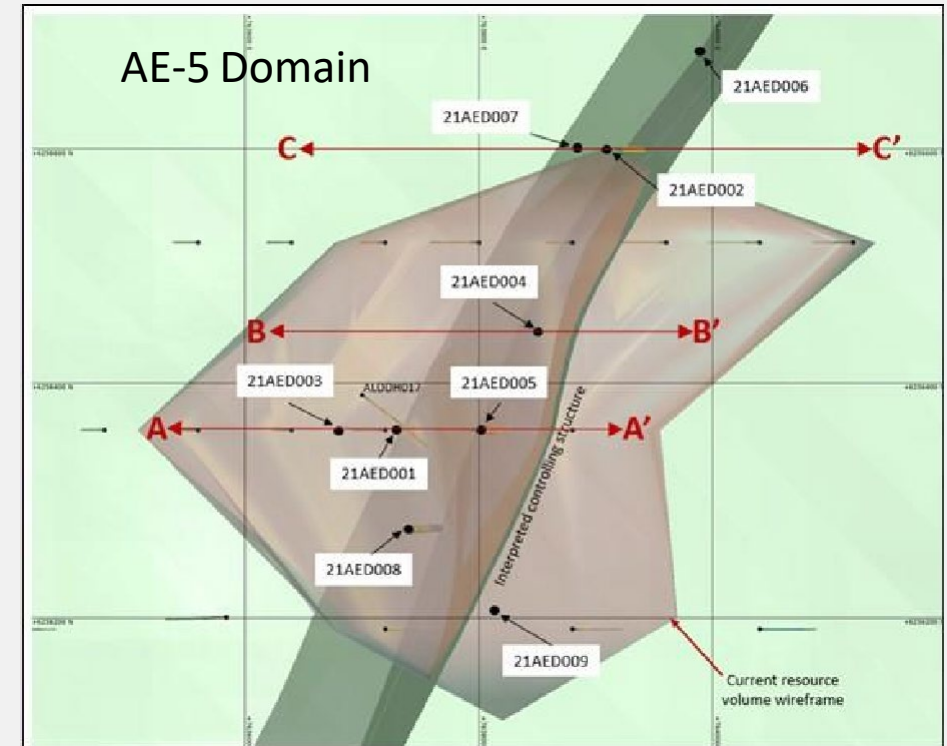 AE-5 Domain
21AED006
21AED007
C
C'
21AED002
21AED004
B
B'
21AED003
ALDDH017
21AED005
A
A'
21AED001
Interpreted controlling structure
21AED008
21AED009
Current resource
volume wireframe